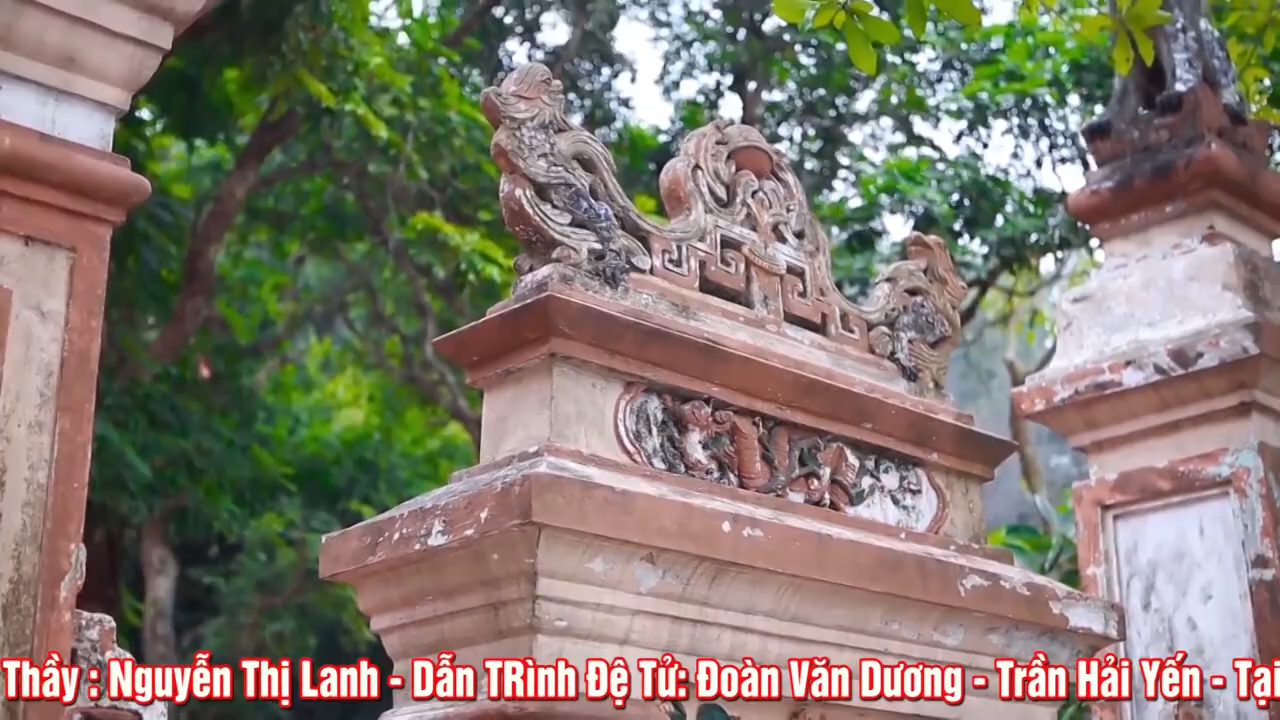 Thầy : Nguyễn Thị Lanh - Dẫn TRình Đệ Tử: Đoàn Văn Dương - Trần Hải Yến - Tại